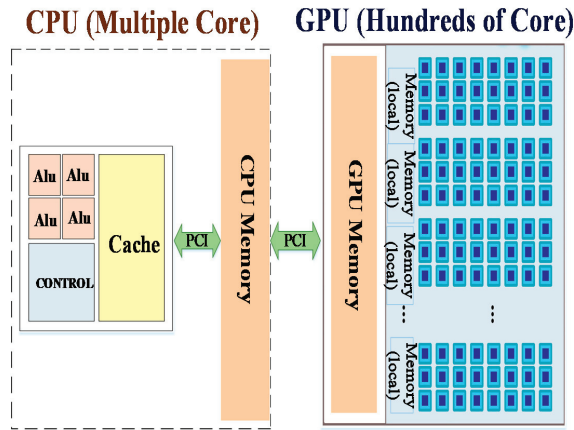 CPU (Multiple Core)
GPU (Hundreds of Core)
Alu
Alu
Alu
Alu
CONTROL
Cache
PCI
CPU Memory
PCI
GPU Memory
Memory
(local)
Memory
(local)
Memory
(local)
...
...
Memory
(local)